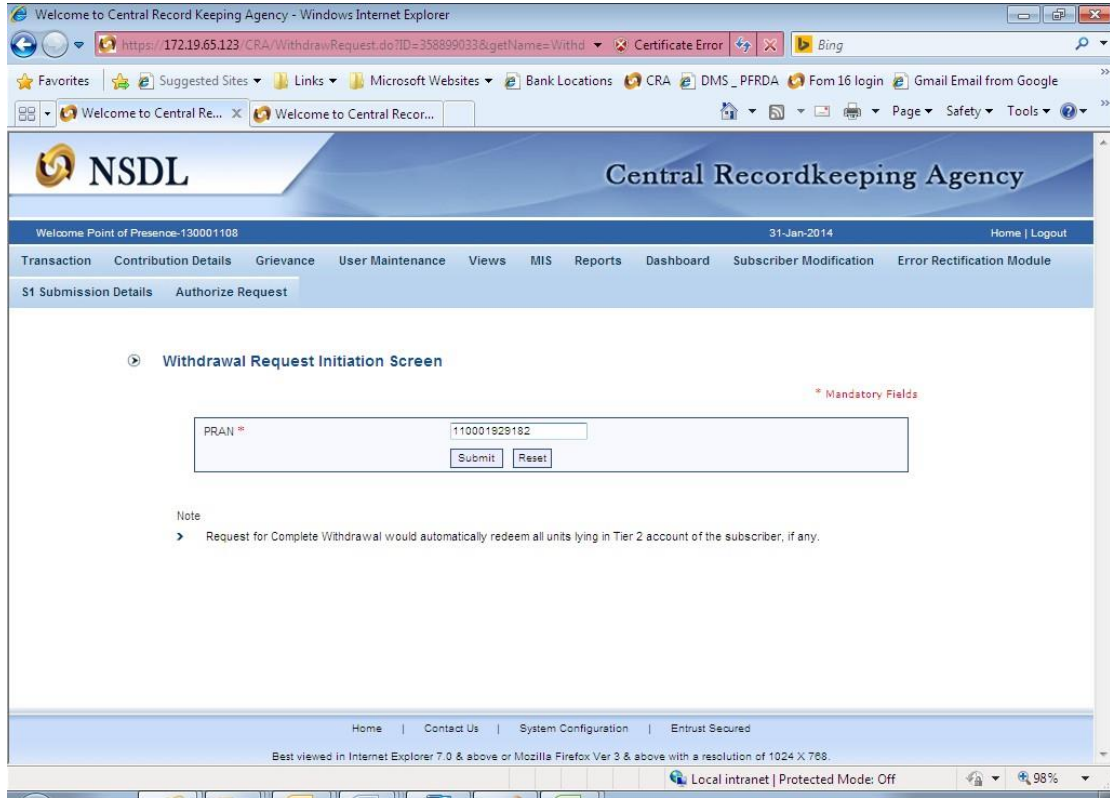 Welcome to Central Record Keeping Agency - Windows Internet Explorer
https://172.19.65.123/CRA/WithdrawRequest.do?ID=358899033&getName=Withd Certificate Error Bing
Favorites Suggested Sites Links Microsoft Websites Bank Locations CRA DMS_PFRDA Fom 16 login Gmail Email from Google
Welcome to Central Re... X Welcome to Central Recor... Page Safety Tools
NSDL Central Recordkeeping Agency
Welcome Point of Presence-130001108 31-Jan-2014 Home | Logout
Transaction Contribution Details Grievance User Maintenance Views MIS Reports Dashboard Subscriber Modification Error Rectification Module
S1 Submission Details Authorize Request
Withdrawal Request Initiation Screen
* Mandatory Fields
PRAN * 110001929182
Submit Reset
Note
Request for Complete Withdrawal would automatically redeem all units lying in Tier 2 account of the subscriber, if any.
Home | Contact Us | System Configuration | Entrust Secured
Best viewed in Internet Explorer 7.0 & above or Mozilla Firefox Ver 3 & above with a resolution of 1024 X 768.
Local intranet | Protected Mode: Off 98%